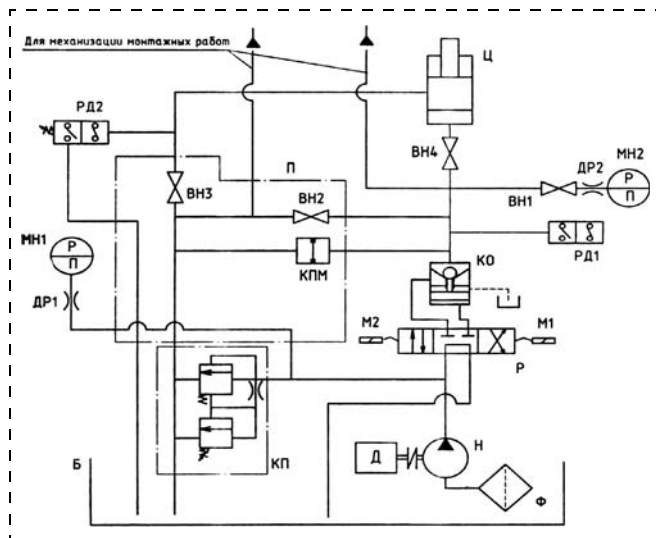 Для механизации монтажных работ
Ц
РД2
ВН4
МН2
ДР2
П
Р
П
ВН3
ВН2
ВН1
МН1
Р
П
КПМ
КО
РД1
ДР1
М2
М1
Р
Б
КП
Д
Н
Ф